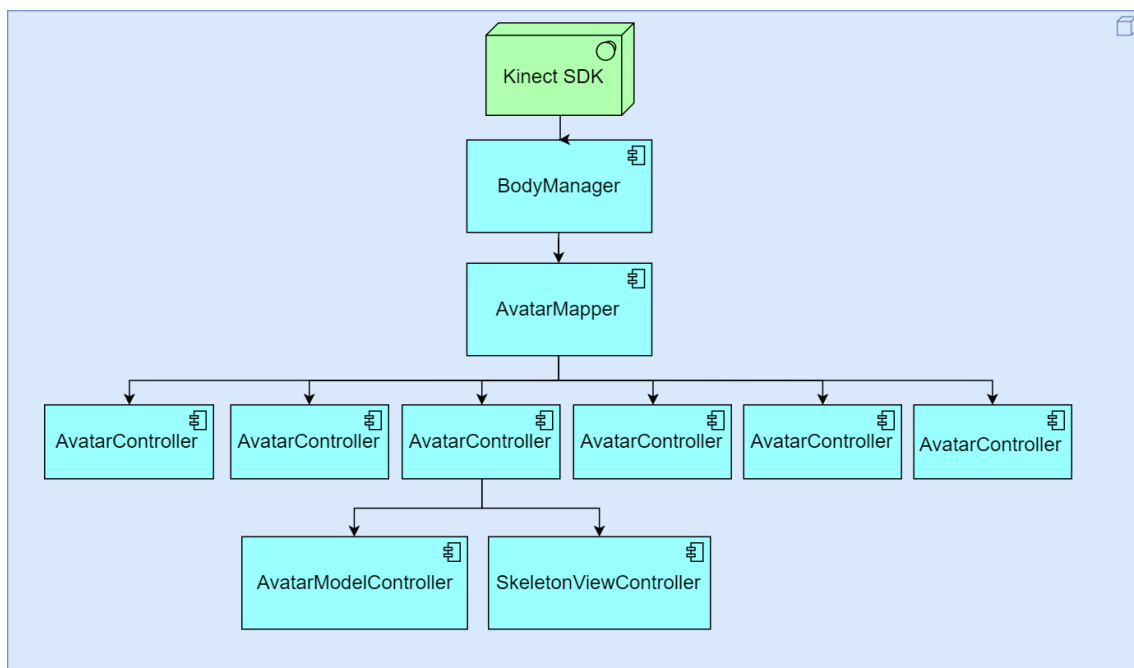 Kinect SDK
BodyManager
AvatarMapper
AvatarController
AvatarController
AvatarController
AvatarController
AvatarController
AvatarController
AvatarModelController
SkeletonViewController